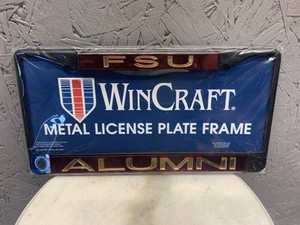 FSU
WINCRAFT®
METAL LICENSE PLATE FRAME
ALUMNI